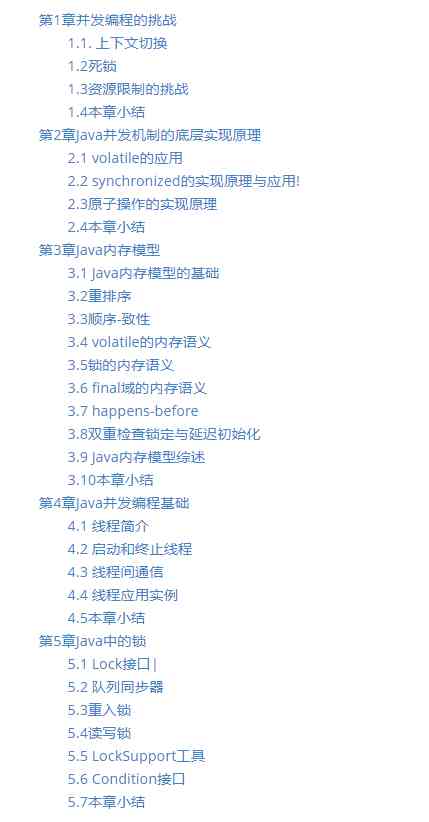 第1章并发编程的挑战
1.1. 上下文切换
1.2死锁
1.3资源限制的挑战
1.4本章小结
第2章Java并发机制的底层实现原理
2.1 volatile的应用
2.2 synchronized的实现原理与应用!
2.3原子操作的实现原理
2.4本章小结
第3章Java内存模型
3.1 Java内存模型的基础
3.2重排序
3.3顺序-致性
3.4 volatile的内存语义
3.5锁的内存语义
3.6 final域的内存语义
3.7 happens-before
3.8双重检查锁定与延迟初始化
3.9 Java内存模型综述
3.10本章小结
第4章Java并发编程基础
4.1 线程简介
4.2 启动和终止线程
4.3 线程间通信
4.4 线程应用实例
4.5本章小结
第5章Java中的锁
5.1 Lock接口|
5.2 队列同步器
5.3重入锁
5.4读写锁
5.5 LockSupport工具
5.6 Condition接口
5.7本章小结